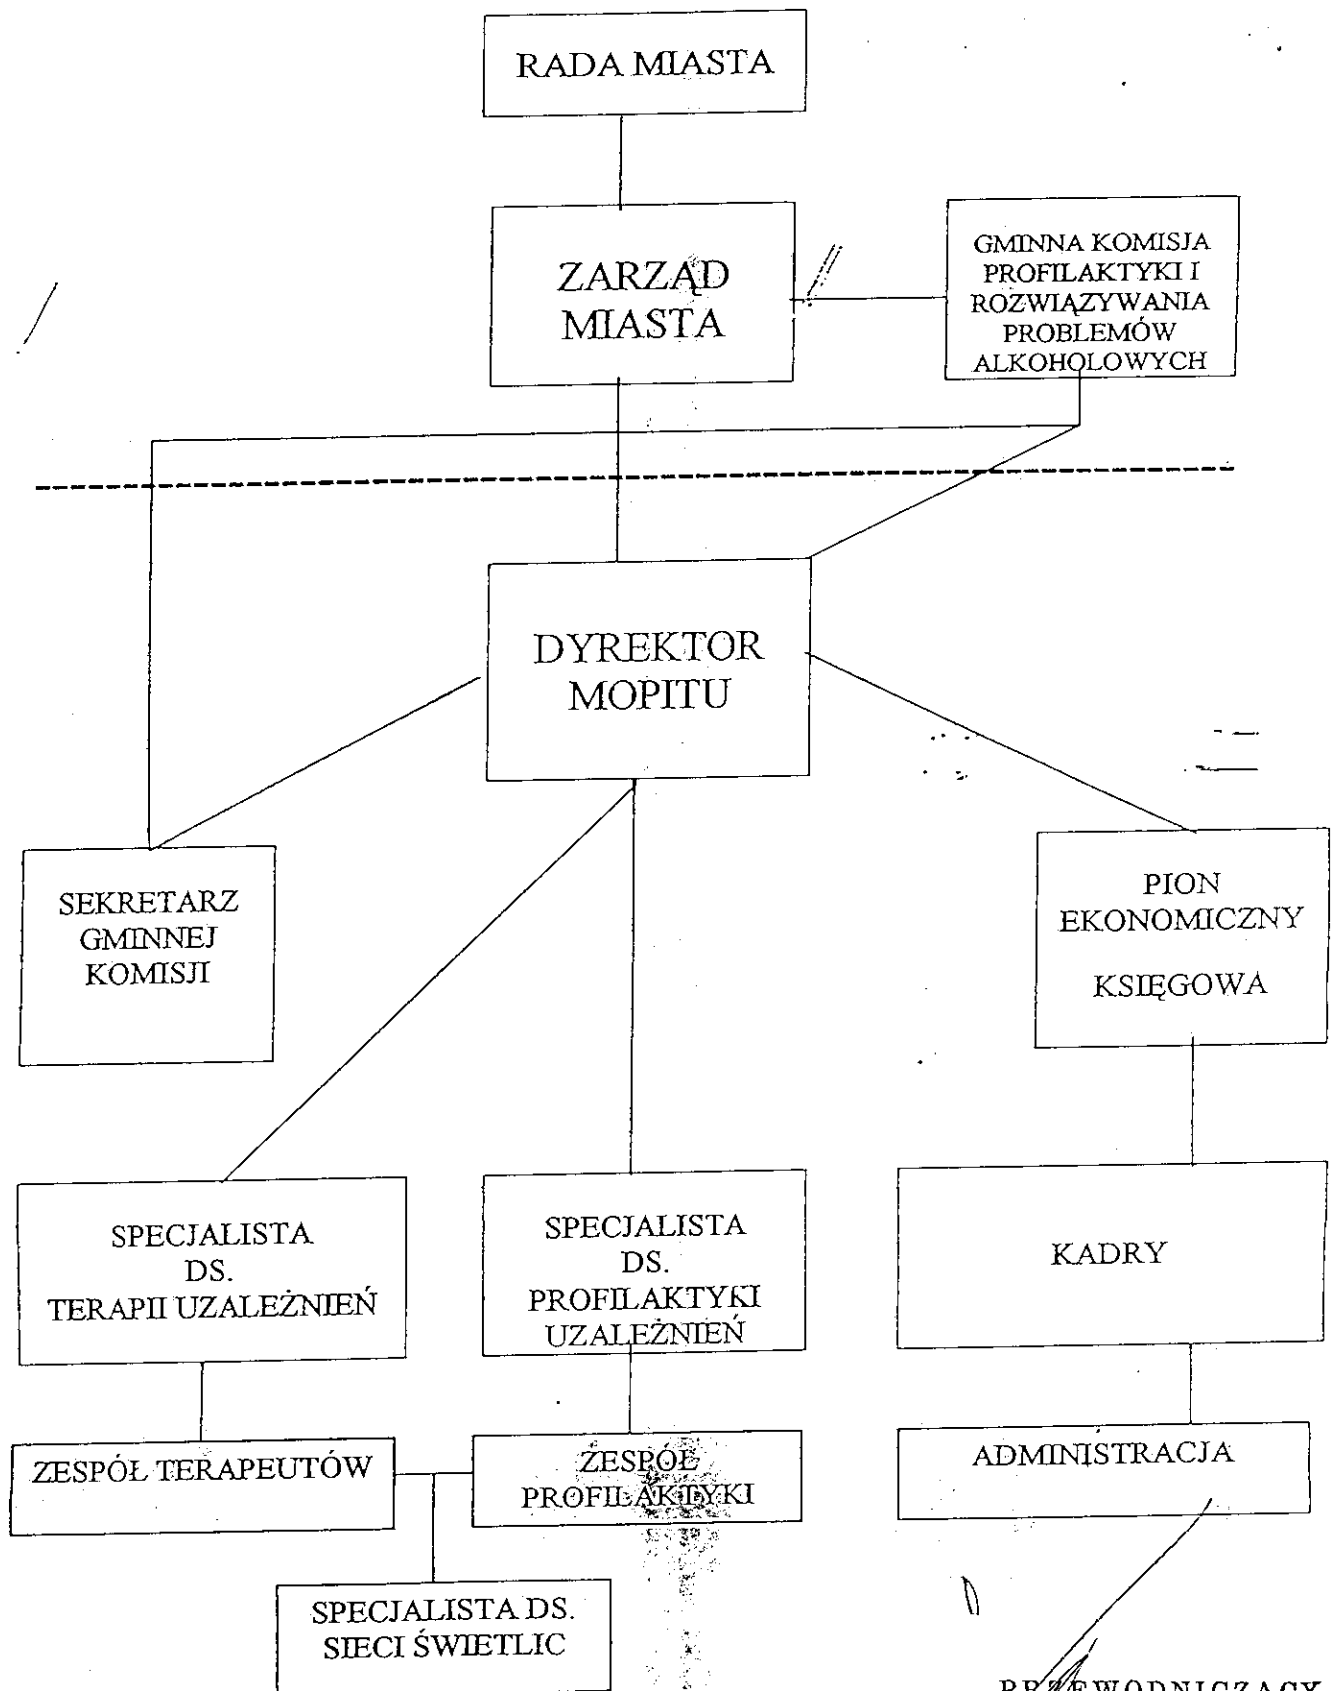 RADA MIASTA
ZARZĄD
MIASTA
GMINNA KOMISJA
PROFILAKTYKI I
ROZWIĄZYWANIA
PROBLEMÓW
ALKOHOLOWYCH
DYREKTOR
MOPITU
SEKRETARZ
GMINNEJ
KOMISJI
PION
EKONOMICZNY
KSIĘGOWA
SPECJALISTA
DS.
TERAPII UZALEŻNIEŃ
SPECJALISTA
DS.
PROFILAKTYKI
UZALEŻNIEŃ
KADRY
ZESPÓŁ TERAPEUTÓW
ZESPÓŁ
PROFILAKTYKI
ADMINISTRACJA
SPECJALISTA DS.
SIECI ŚWIETLIC
PRZEWODNICZĄCY